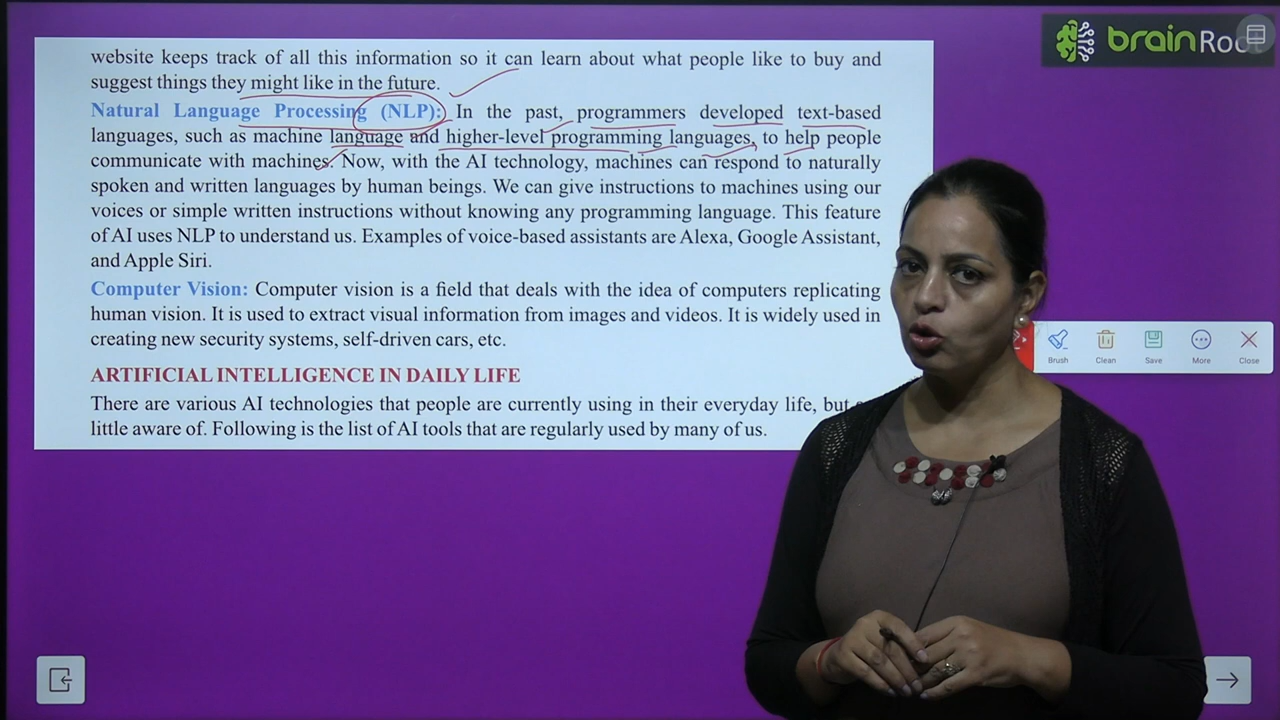 website keeps track of all this information so it can learn about what people like to buy and
suggest things they might like in the future.
Natural Language Processing (NLP): In the past, programmers developed text-based
languages, such as machine language and higher-level programming languages, to help people
communicate with machines. Now, with the AI technology, machines can respond to naturally
spoken and written languages by human beings. We can give instructions to machines using our
voices or simple written instructions without knowing any programming language. This feature
of AI uses NLP to understand us. Examples of voice-based assistants are Alexa, Google Assistant,
and Apple Siri.
Computer Vision: Computer vision is a field that deals with the idea of computers replicating
human vision. It is used to extract visual information from images and videos. It is widely used in
creating new security systems, self-driven cars, etc.
ARTIFICIAL INTELLIGENCE IN DAILY LIFE
There are various AI technologies that people are currently using in their everyday life, but
little aware of. Following is the list of AI tools that are regularly used by many of us.
brainRoot
Brush Clean Save More Close